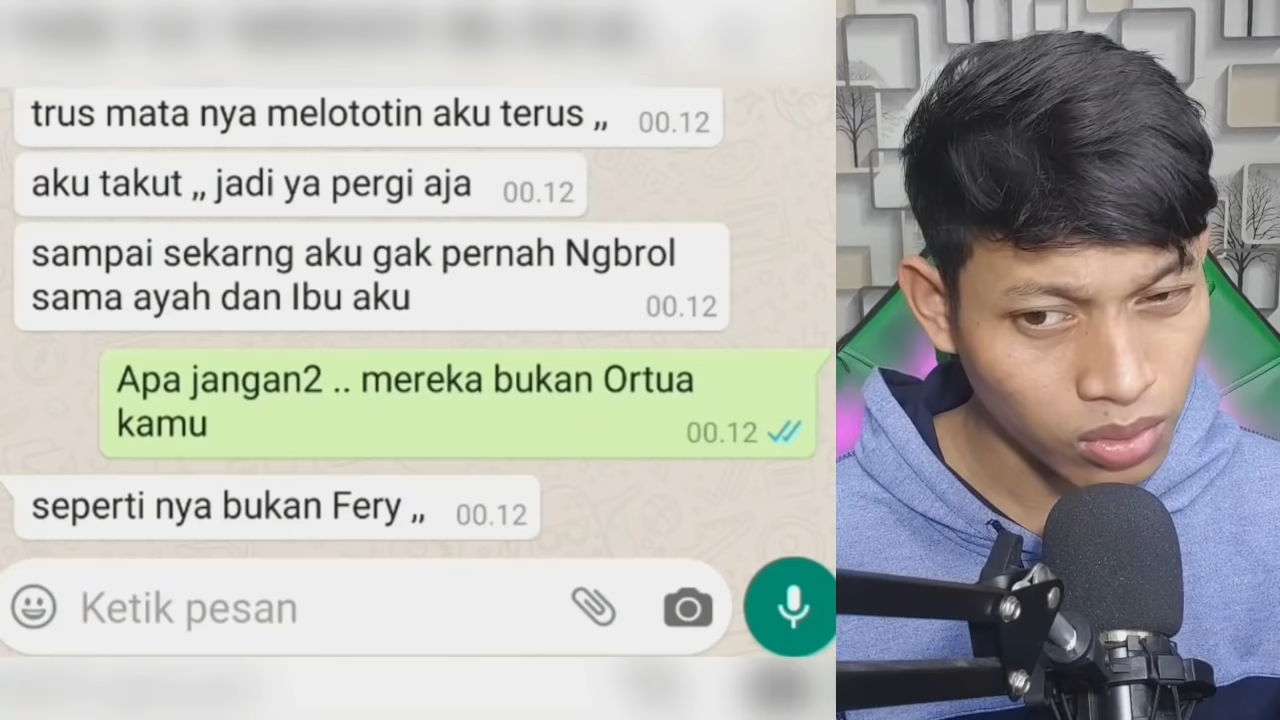 trus mata nya melototin aku terus ,, 00.12
aku takut ,, jadi ya pergi aja 00.12
sampai sekarng aku gak pernah Ngbrol
sama ayah dan Ibu aku 00.12
Apa jangan2 .. mereka bukan Ortua
kamu 00.12
seperti nya bukan Fery ,, 00.12
Ketik pesan